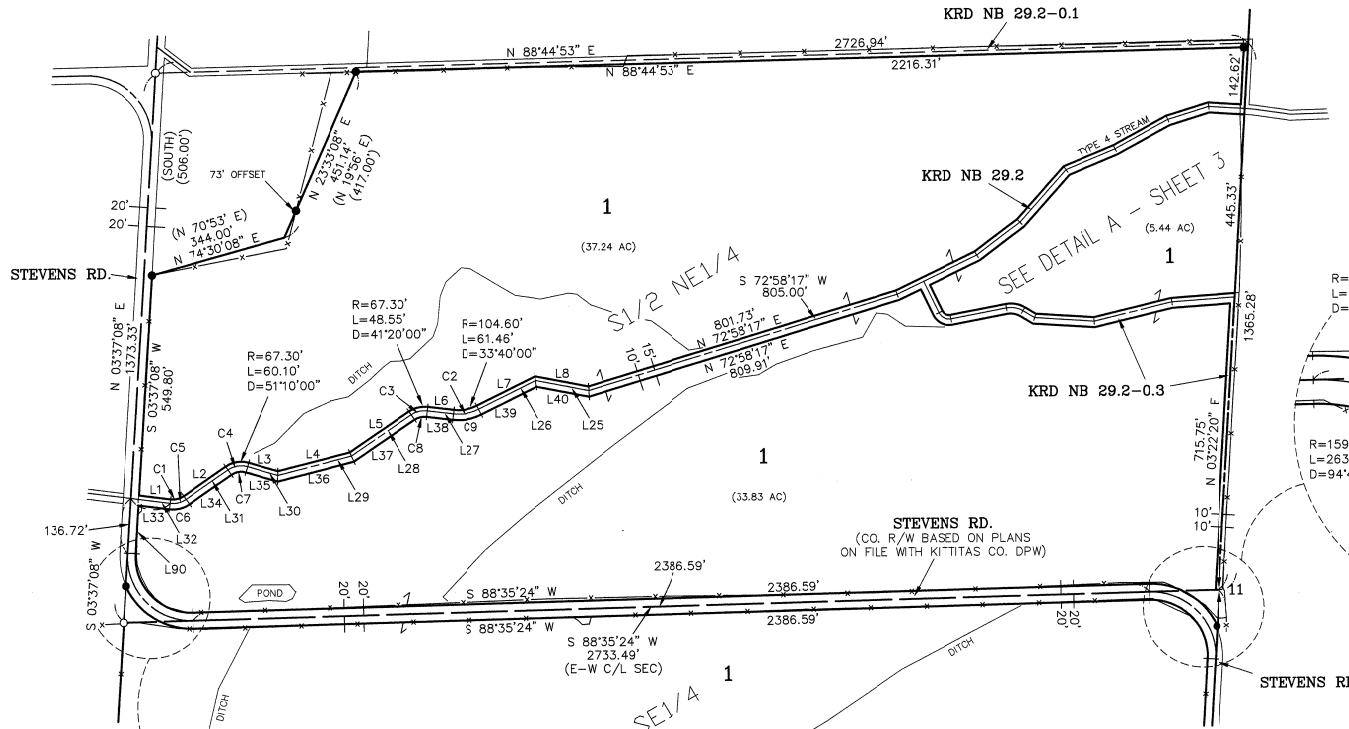 KRD NB 29.2-0.1
N 88°44'53" E
2726.94'
N 88°44'53" E
2216.31'
142.62'
(SOUTH)
(506.00')
N 23°33'08" E
451.14'
(N 19°56' E)
(417.00')
TYPE 4 STREAM
73' OFFSET
KRD NB 29.2
20'
20'
(N 70°53' E)
344.00'
N 74°30'08" E
1
(37.24 AC)
SEE DETAIL A - SHEET 3
445.33'
(5.44 AC)
1
STEVENS RD.
S1/2 NE1/4
S 72°58'17" W
805.00'
R=
L=
D=
N 03°37'08" E
1373.33'
S 03°37'08" W
549.80'
R=67.30'
L=48.55'
D=41°20'00"
R=104.60'
L=61.46'
D=33°40'00"
801.73'
N 72°58'17" E
N 72°58'17" E
809.91'
10'
15'
1365.28'
R=67.30'
L=60.10'
D=51°10'00"
DITCH
C3
L6
C2
L7
L8
L39
L40
L38
C9
C8
L27
L26
L25
KRD NB 29.2-0.3
L5
L37
L28
C4
L3
L4
L36
L29
C1
C5
L2
L35
L30
L34
C7
L31
L1
L33
C6
L32
DITCH
1
(33.83 AC)
715.75'
N 03°22'20" E
R=159
L=263
D=94°4
136.72'
L90
S 03°37'08" W
10'
10'
STEVENS RD.
(CO. R/W BASED ON PLANS
ON FILE WITH KITTITAS CO. DPW)
POND
20'
20'
S 88°35'24" W
2386.59'
2386.59'
11
S 88°35'24" W
2386.59'
20'
20'
S 88°35'24" W
2733.49'
(E-W C/L SEC)
DITCH
DITCH
1
SE1/4
STEVENS RD